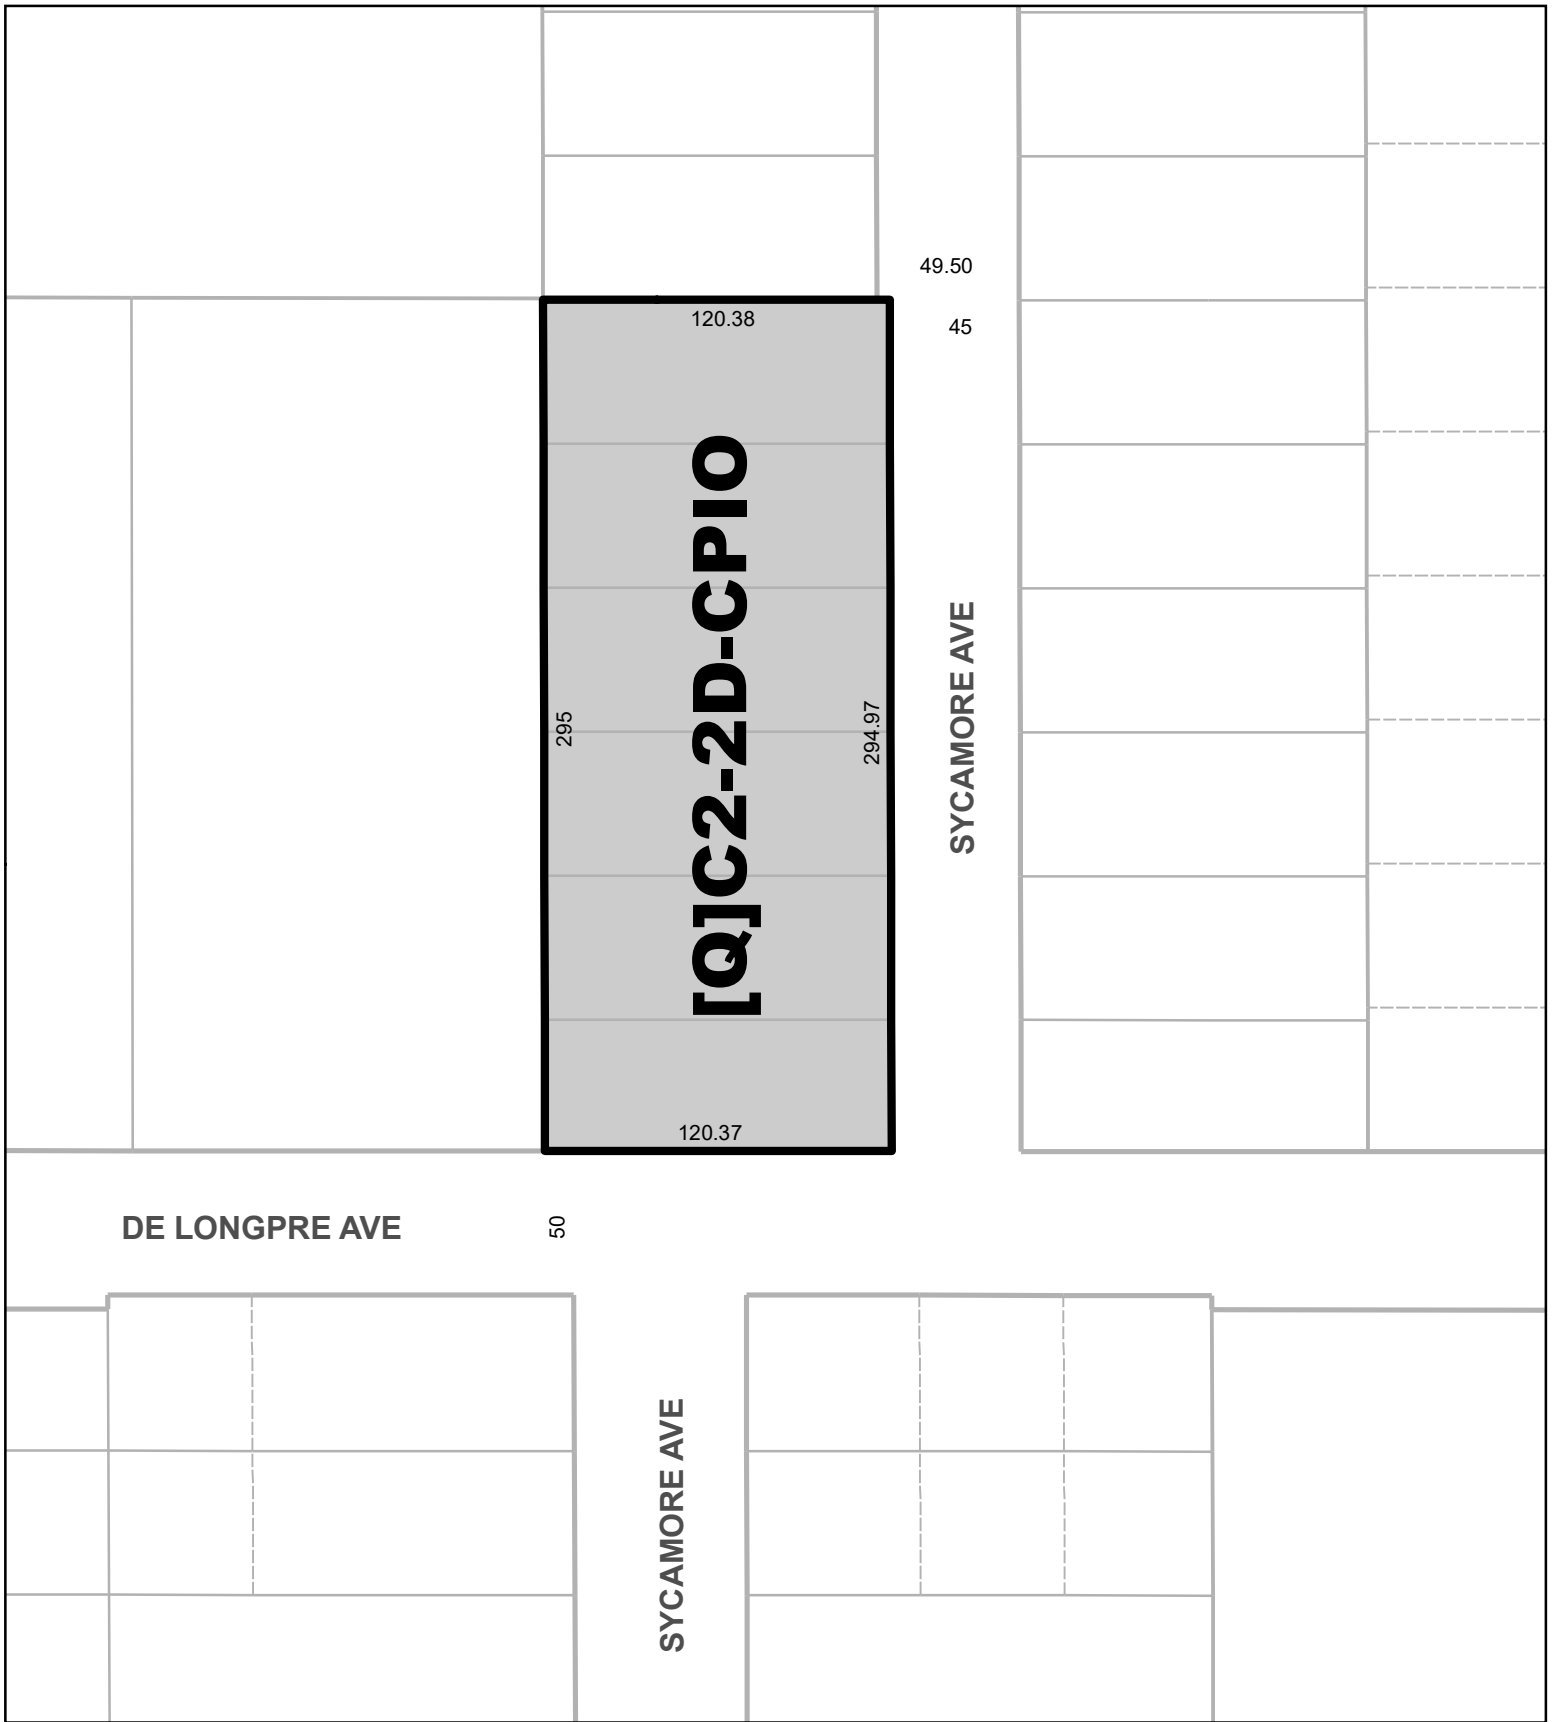 49.50
120.38
45
[Q]C2-2D-CPIO
SYCAMORE AVE
295
294.97
120.37
DE LONGPRE AVE
50
SYCAMORE AVE